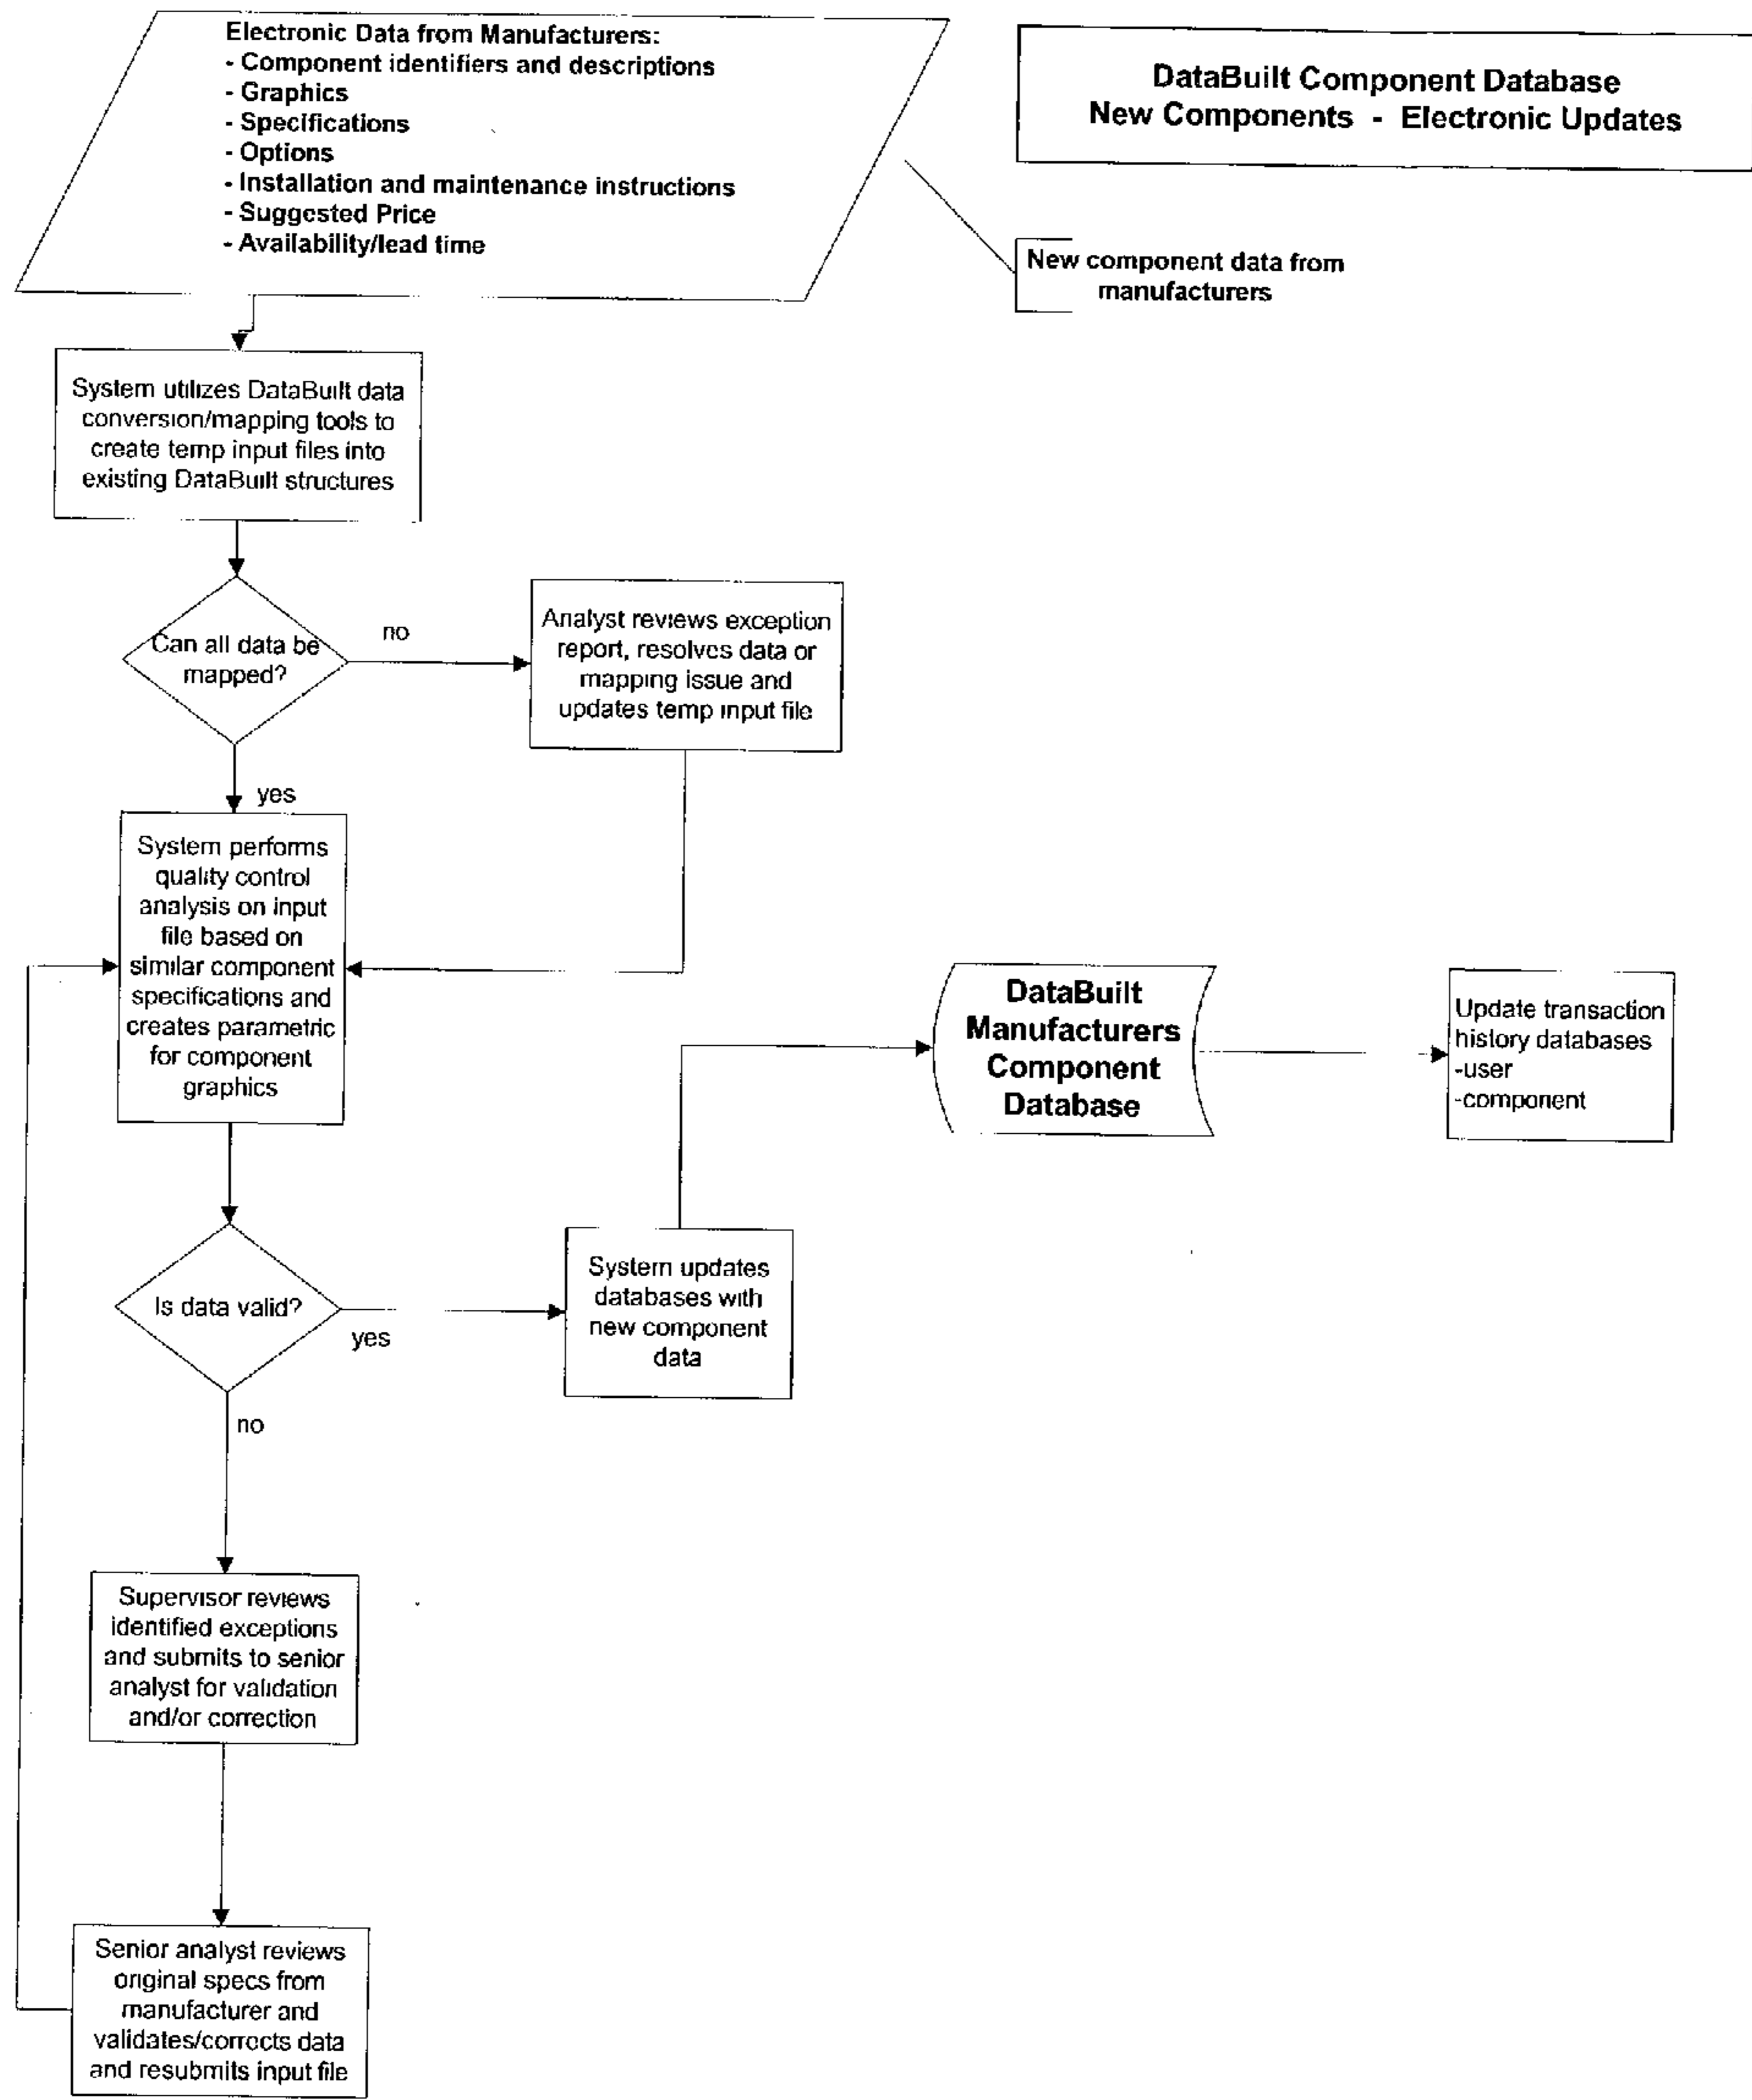 Electronic Data from Manufacturers:
- Component identifiers and descriptions
- Graphics
- Specifications
- Options
- Installation and maintenance instructions
- Suggested Price
- Availability/lead time
DataBuilt Component Database
New Components - Electronic Updates
New component data from
manufacturers
System utilizes DataBuilt data
conversion/mapping tools to
create temp input files into
existing DataBuilt structures
Can all data be
mapped?
no
Analyst reviews exception
report, resolves data or
mapping issue and
updates temp input file
yes
System performs
quality control
analysis on input
file based on
similar component
specifications and
creates parametric
for component
graphics
DataBuilt
Manufacturers
Component
Database
Update transaction
history databases
-user
-component
Is data valid?
yes
System updates
databases with
new component
data
no
Supervisor reviews
identified exceptions
and submits to senior
analyst for validation
and/or correction
Senior analyst reviews
original specs from
manufacturer and
validates/corrects data
and resubmits input file